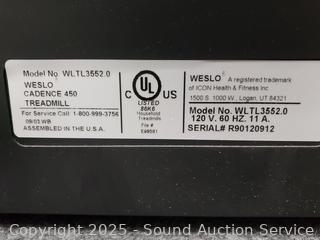 Model No. WLTL3552.0
WESLO
CADENCE 450
TREADMILL
For Service Call: 1-800-999-3756
09/03 WB
ASSEMBLED IN THE U.S.A.
UL
®
C US
LISTED
86K6
Household
Treadmills
File #
WESLO® A registered trademark
of ICON Health & Fitness Inc
1500 S. 1000 W., Logan, UT 84321
Model No. WLTL3552.0
120 V. 60 HZ. 11 A.
SERIAL# R90120912
Copyright 2025 - Sound Auction Service